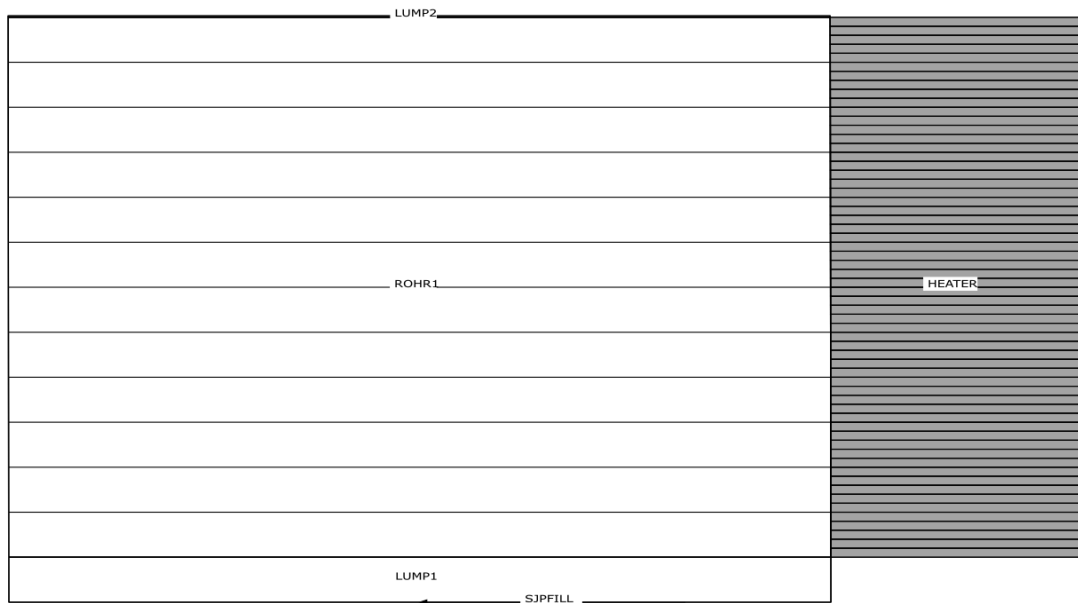 LUMP2
ROHR1
HEATER
LUMP1
SJPFILL